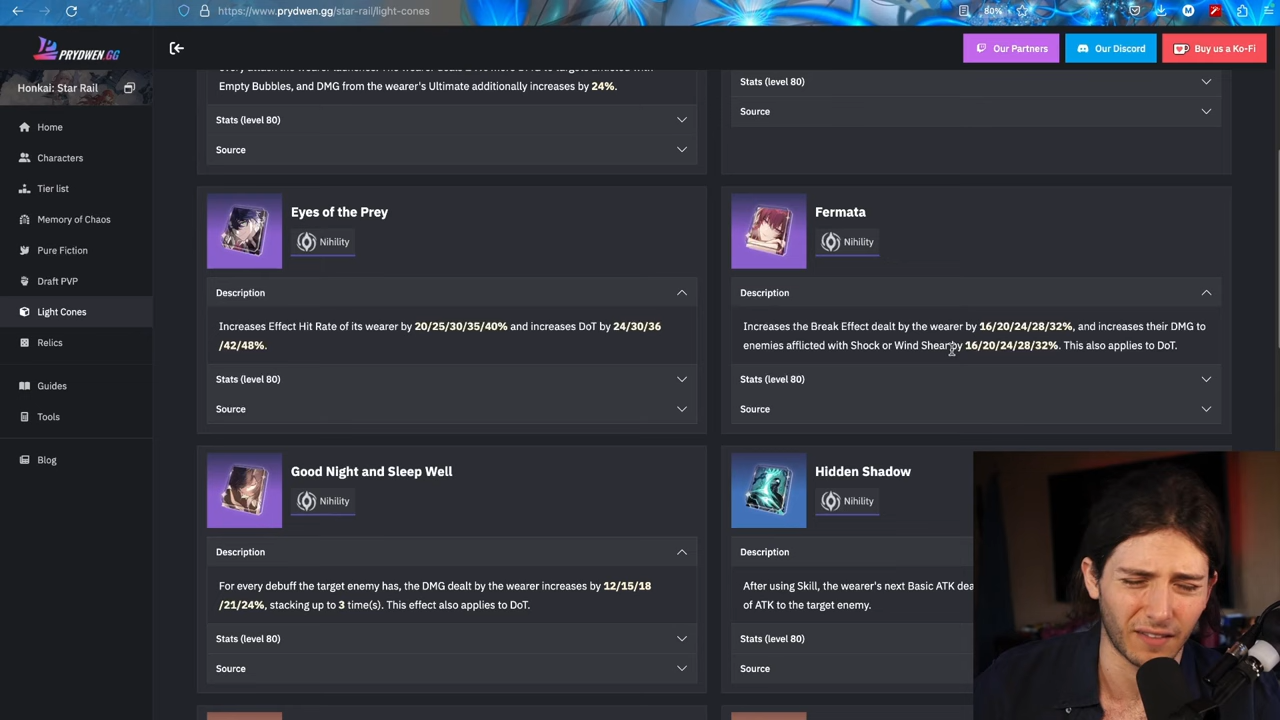 https://www.prydwen.gg/star-rail/light-cones
80%
M
PRYDWEN.GG
Our Partners
Our Discord
Buy us a Ko-Fi
Honkai: Star Rail
Home
Characters
Tier list
Memory of Chaos
Pure Fiction
Draft PVP
Light Cones
Relics
Guides
Tools
Blog
Empty Bubbles, and DMG from the wearer's Ultimate additionally increases by 24%.
Stats (level 80)
Source
Stats (level 80)
Source
Eyes of the Prey
Nihility
Description
Increases Effect Hit Rate of its wearer by 20/25/30/35/40% and increases DoT by 24/30/36
/42/48%.
Stats (level 80)
Source
Fermata
Nihility
Description
Increases the Break Effect dealt by the wearer by 16/20/24/28/32%, and increases their DMG to
enemies afflicted with Shock or Wind Shear by 16/20/24/28/32%. This also applies to DoT.
Stats (level 80)
Source
Good Night and Sleep Well
Nihility
Description
For every debuff the target enemy has, the DMG dealt by the wearer increases by 12/15/18
/21/24%, stacking up to 3 time(s). This effect also applies to DoT.
Stats (level 80)
Source
Hidden Shadow
Nihility
Description
After using Skill, the wearer's next Basic ATK dea
of ATK to the target enemy.
Stats (level 80)
Source